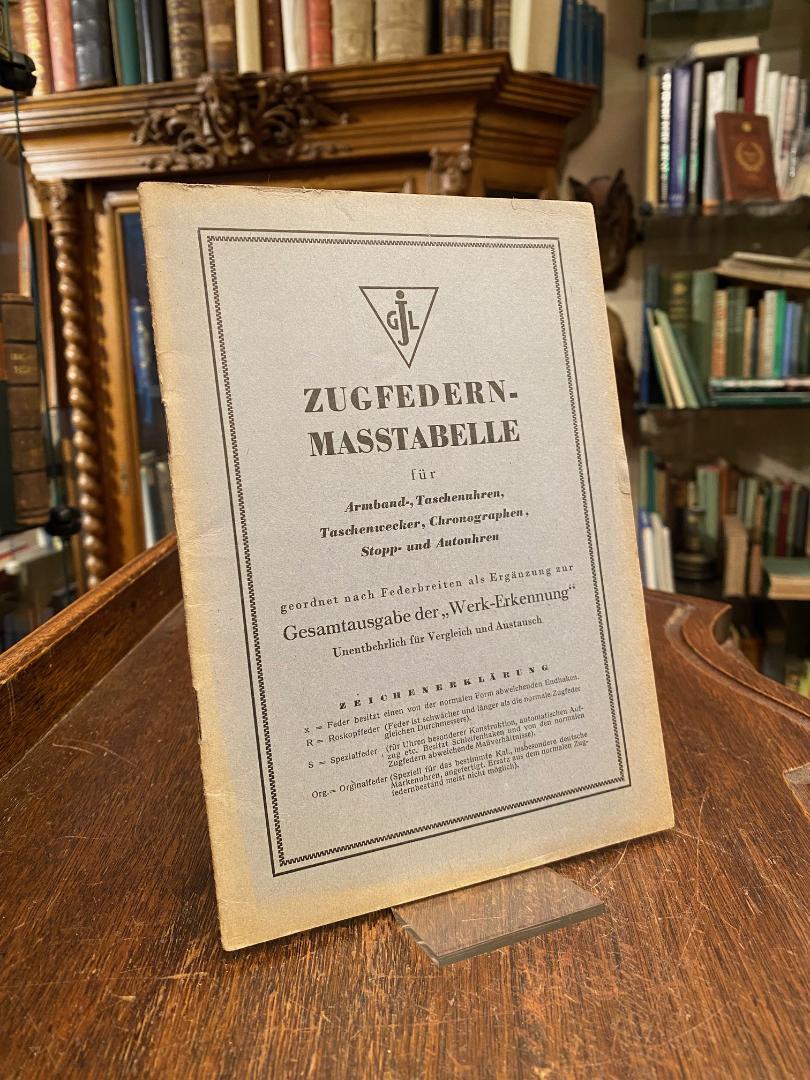 GJL
ZUGFEDERN-
MASSTABELLE
für
Armband-, Taschenuhren,
Taschenwecker, Chronographen,
Stopp- und Autouhren
geordnet nach Federbreiten als Ergänzung zur
Gesamtausgabe der „Werk-Erkennung“
Unentbehrlich für Vergleich und Austausch
ZEICHENERKLÄRUNG
x = Feder besitzt einen von der normalen Form abweichenden Endhaken.
R = Roskopffeder (Feder ist schwächer und länger als die normale Zugfeder
gleichen Durchmessers).
S = Spezialfeder (für Uhren besonderer Konstruktion, automatischen Auf-
zug etc. Besitzt Schleifenhaken und von den normalen
Zugfedern abweichende Maßverhältnisse).
Org. = Orginalfeder (Speziell für das bestimmte Kal., insbesondere deutsche
Markenuhren, angefertigt. Ersatz aus dem normalen Zug-
federnbestand meist nicht möglich).